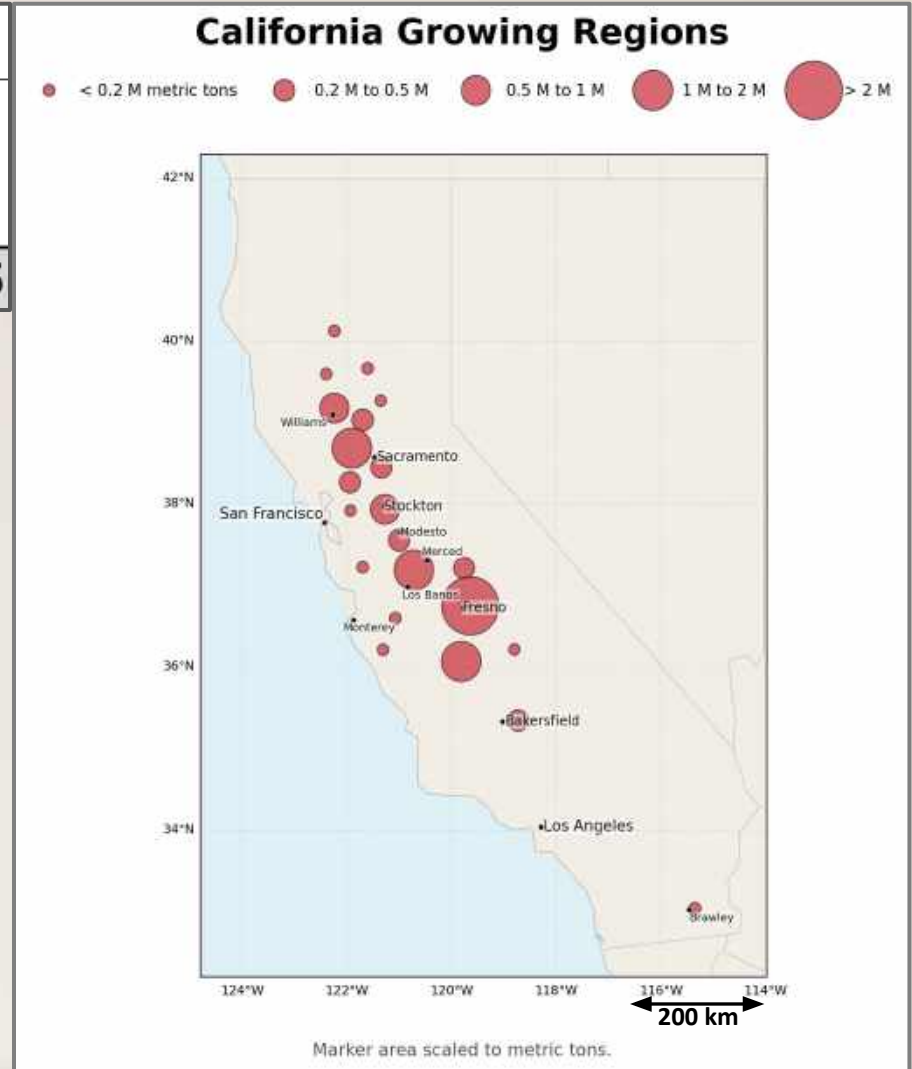 California Growing Regions
< 0.2 M metric tons 0.2 M to 0.5 M 0.5 M to 1 M 1 M to 2 M > 2 M
42°N
40°N
Williams
Sacramento
38°N
Stockton
San Francisco
Modesto
Merced
Los Banos
Fresno
Monterey
36°N
Bakersfield
34°N
Los Angeles
Brawley
124°W 122°W 120°W 118°W 116°W 114°W
200 km
Marker area scaled to metric tons.